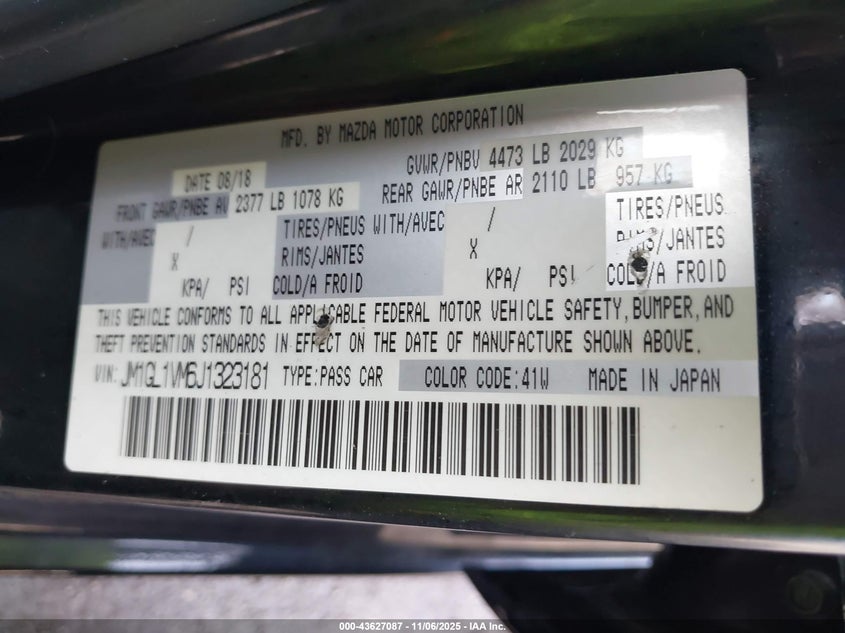 MFD. BY MAZDA MOTOR CORPORATION
DATE 08/18 GVWR/PNBV 4473 LB 2029 KG
FRONT GAWR/PNBE AV 2377 LB 1078 KG REAR GAWR/PNBE AR 2110 LB 957 KG
WITH/AVEC / TIRES/PNEUS WITH/AVEC / TIRES/PNEUS
X RIMS/JANTES X RIMS/JANTES
KPA/ PSI COLD/A FROID KPA/ PSI COLD/A FROID
THIS VEHICLE CONFORMS TO ALL APPLICABLE FEDERAL MOTOR VEHICLE SAFETY, BUMPER, AND
THEFT PREVENTION STANDARDS IN EFFECT ON THE DATE OF MANUFACTURE SHOWN ABOVE.
VIN: JM1GL1VM6J1323181 TYPE:PASS CAR COLOR CODE:41W MADE IN JAPAN
000-43627087 - 11/06/2025 - IAA Inc.